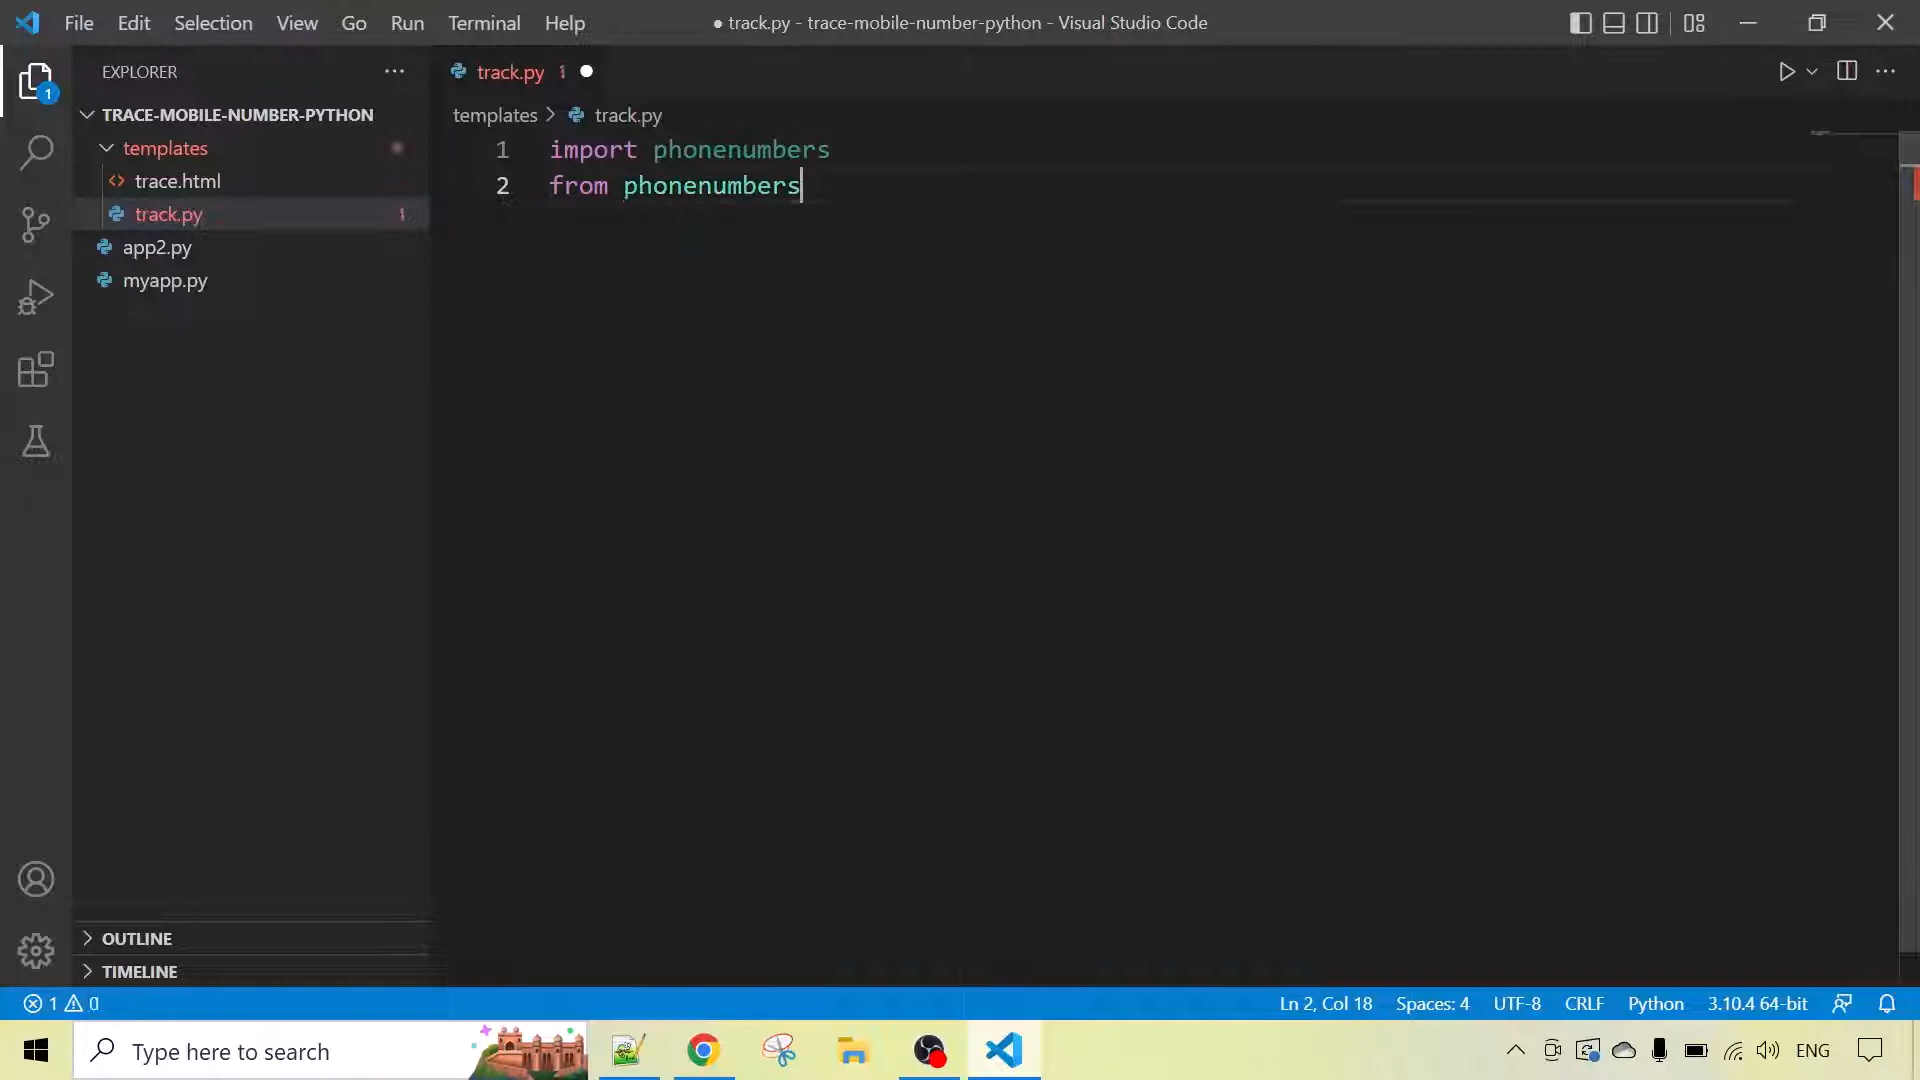 File Edit Selection View Go Run Terminal Help
● track.py - trace-mobile-number-python - Visual Studio Code
EXPLORER
track.py 1
TRACE-MOBILE-NUMBER-PYTHON
templates > track.py
templates
trace.html
track.py 1
app2.py
myapp.py
1 import phonenumbers
2 from phonenumbers
1
OUTLINE
TIMELINE
1 0
Ln 2, Col 18 Spaces: 4 UTF-8 CRLF Python 3.10.4 64-bit
Type here to search
ENG